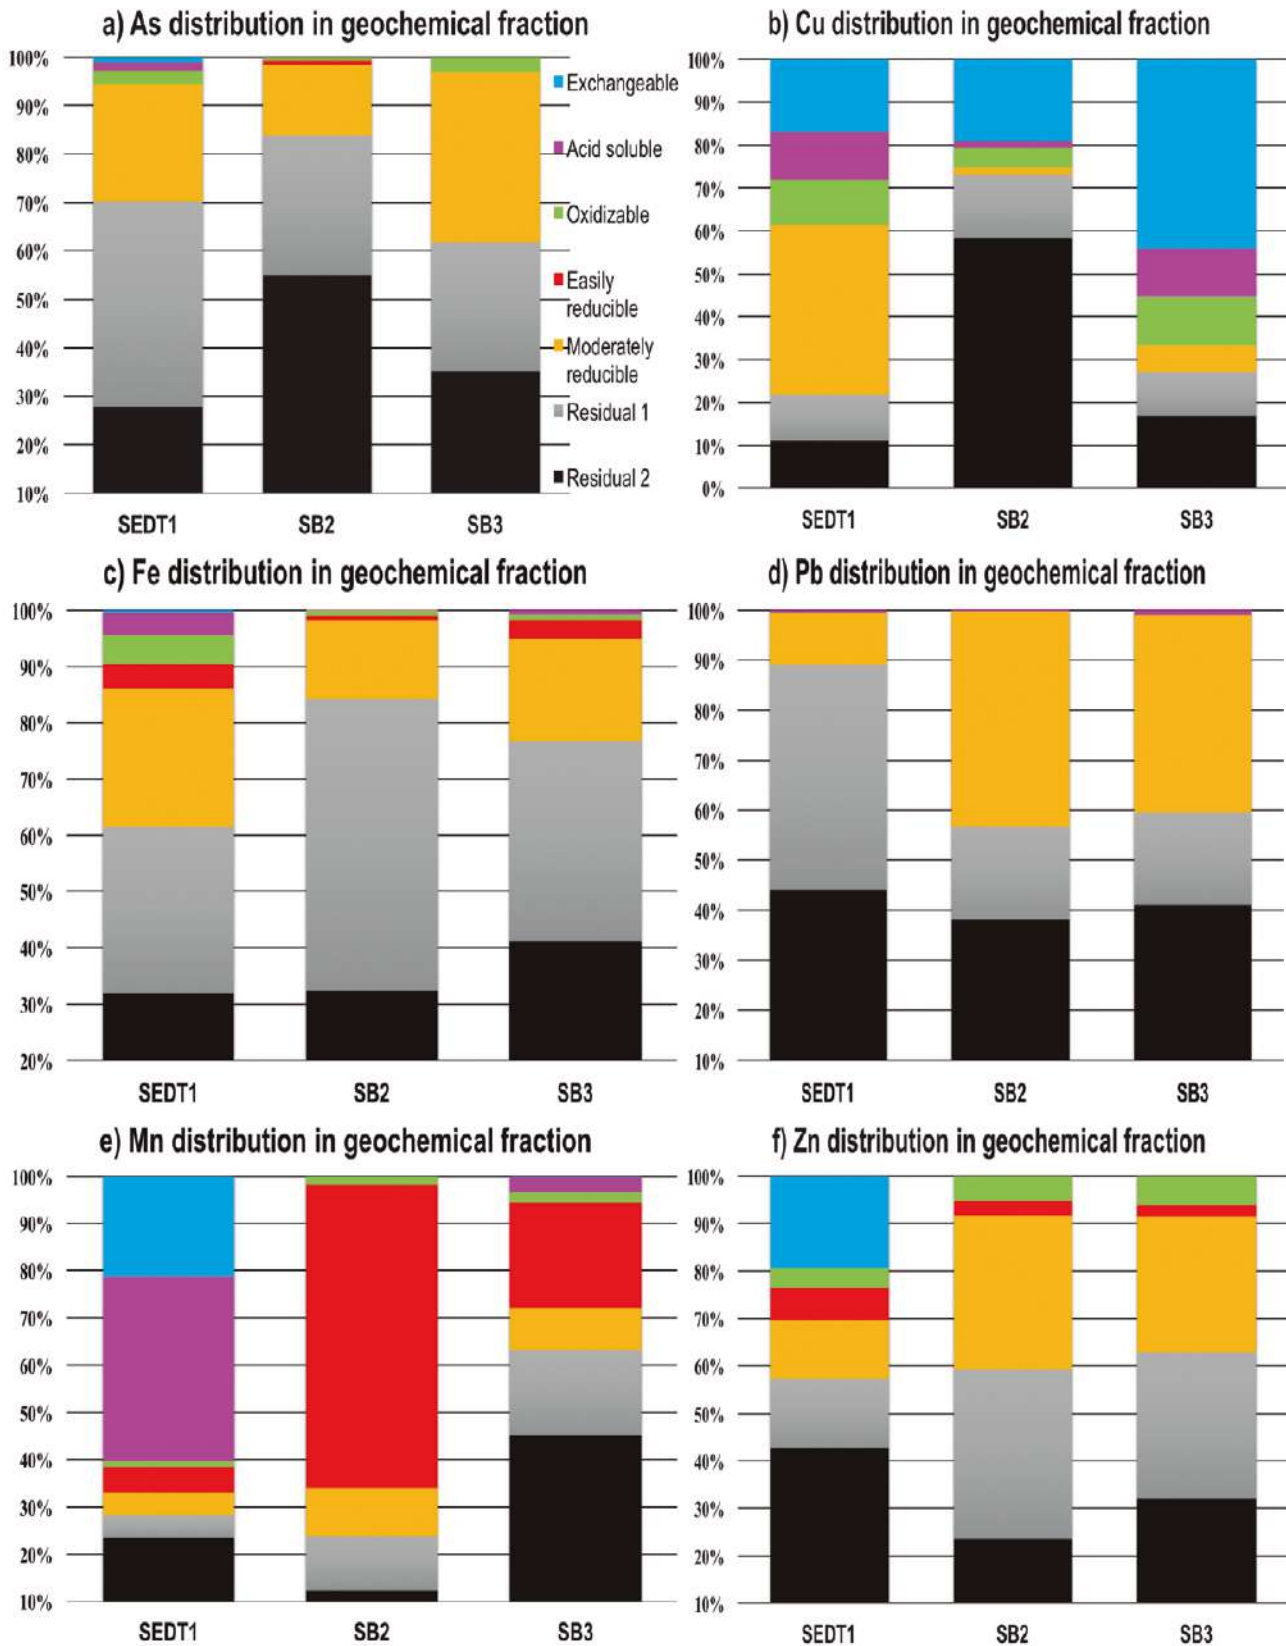 a) As distribution in geochemical fraction
100%
90%
80%
70%
60%
50%
40%
30%
20%
10%
SEDT1
SB2
SB3
Exchangeable
Acid soluble
Oxidizable
Easily
reducible
Moderately
reducible
Residual 1
Residual 2
b) Cu distribution in geochemical fraction
100%
90%
80%
70%
60%
50%
40%
30%
20%
10%
0%
SEDT1
SB2
SB3
c) Fe distribution in geochemical fraction
100%
90%
80%
70%
60%
50%
40%
30%
20%
SEDT1
SB2
SB3
d) Pb distribution in geochemical fraction
100%
90%
80%
70%
60%
50%
40%
30%
20%
10%
SEDT1
SB2
SB3
e) Mn distribution in geochemical fraction
100%
90%
80%
70%
60%
50%
40%
30%
20%
10%
SEDT1
SB2
SB3
f) Zn distribution in geochemical fraction
100%
90%
80%
70%
60%
50%
40%
30%
20%
10%
SEDT1
SB2
SB3